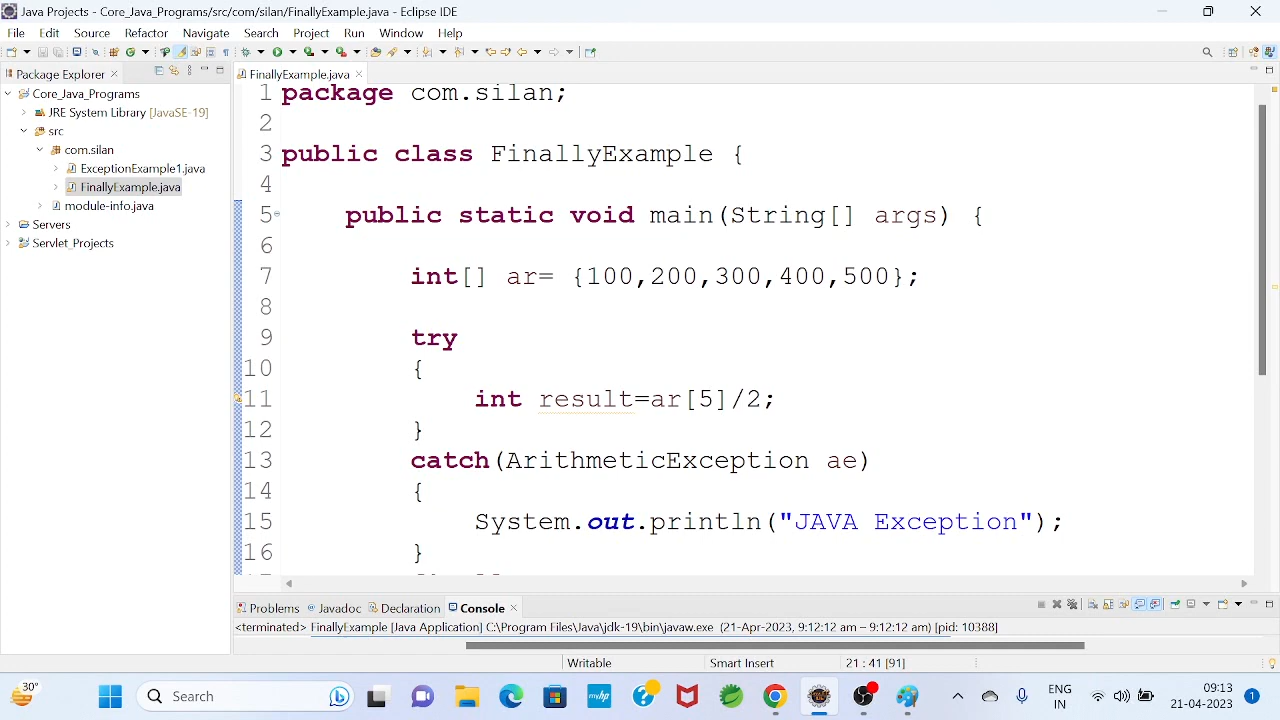 Java Projects - Core_Java_Programs/src/com/silan/FinallyExample.java - Eclipse IDE
File Edit Source Refactor Navigate Search Project Run Window Help
Package Explorer
FinallyExample.java
Core_Java_Programs
JRE System Library [JavaSE-19]
src
com.silan
ExceptionExample1.java
FinallyExample.java
module-info.java
Servers
Servlet_Projects
1 package com.silan;
2
3 public class FinallyExample {
4
5 public static void main(String[] args) {
6
7 int[] ar= {100,200,300,400,500};
8
9 try
10 {
11 int result=ar[5]/2;
12 }
13 catch(ArithmeticException ae)
14 {
15 System.out.println("JAVA Exception");
16 }
Problems Javadoc Declaration Console
<terminated> FinallyExample [Java Application] C:\Program Files\Java\jdk-19\bin\javaw.exe (21-Apr-2023, 9:12:12 am – 9:12:12 am) [pid: 10388]
Writable Smart Insert 21 : 41 [91]
30°
Search
ENG
IN
09:13
21-04-2023
1